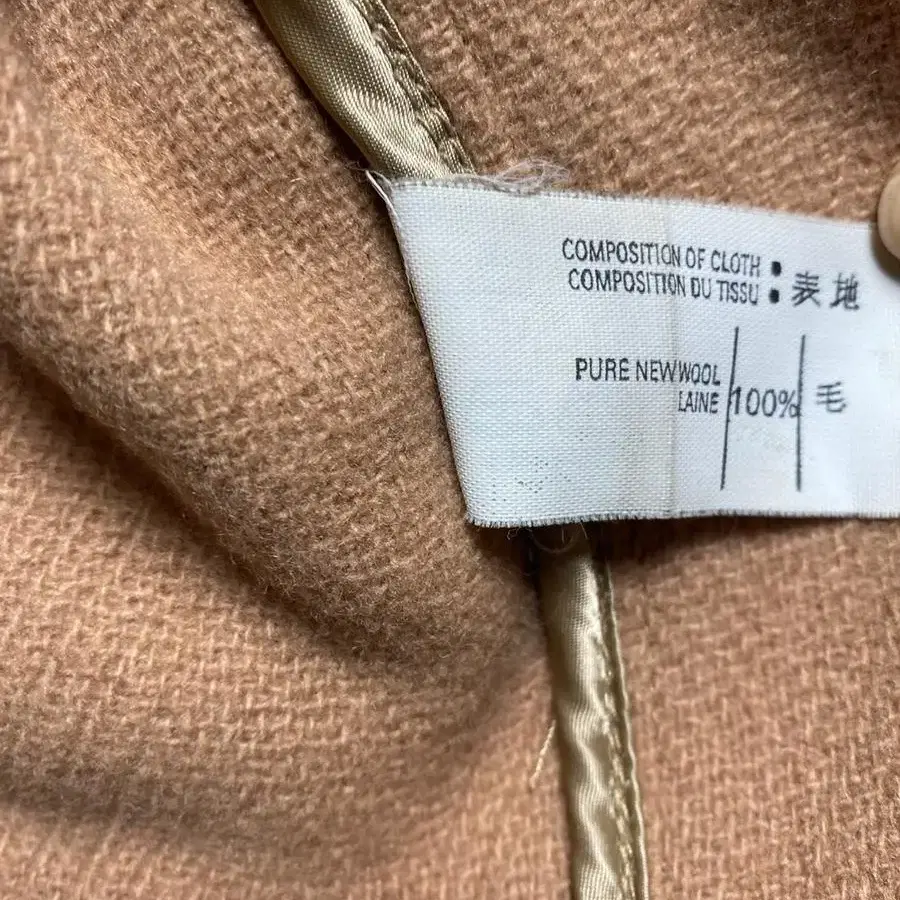 COMPOSITION OF CLOTH :
COMPOSITION DU TISSU : 表地
PURE NEW WOOL
LAINE 100% 毛